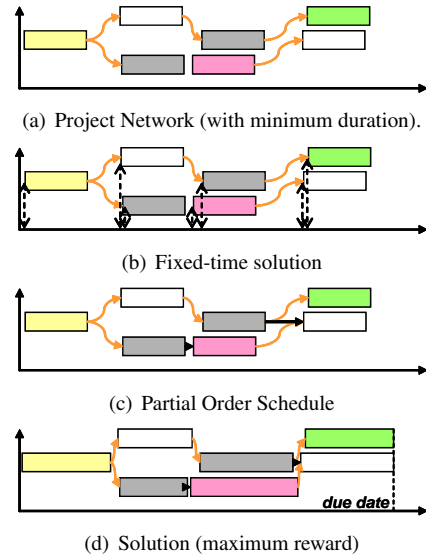 (a) Project Network (with minimum duration).
(b) Fixed-time solution
(c) Partial Order Schedule
due date
(d) Solution (maximum reward)